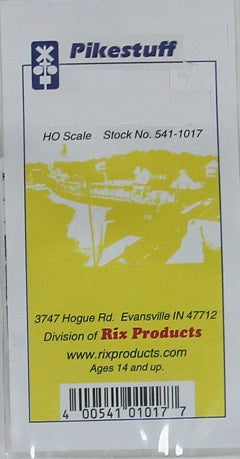 Pikestuff
HO Scale Stock No. 541-1017
3747 Hogue Rd. Evansville IN 47712
Division of Rix Products
www.rixproducts.com
Ages 14 and up.
4 00541 01017 7